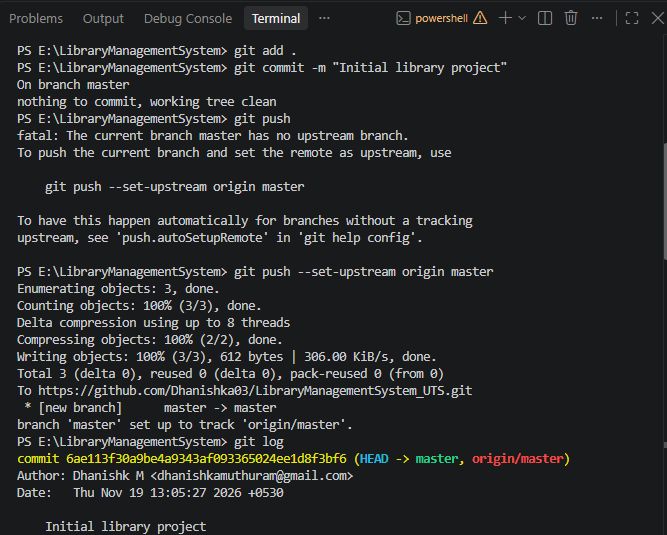 Problems Output Debug Console Terminal ··· powershell ···
PS E:\LibraryManagementSystem> git add .
PS E:\LibraryManagementSystem> git commit -m "Initial library project"
On branch master
nothing to commit, working tree clean
PS E:\LibraryManagementSystem> git push
fatal: The current branch master has no upstream branch.
To push the current branch and set the remote as upstream, use
    git push --set-upstream origin master
To have this happen automatically for branches without a tracking
upstream, see 'push.autoSetupRemote' in 'git help config'.
PS E:\LibraryManagementSystem> git push --set-upstream origin master
Enumerating objects: 3, done.
Counting objects: 100% (3/3), done.
Delta compression using up to 8 threads
Compressing objects: 100% (2/2), done.
Writing objects: 100% (3/3), 612 bytes | 306.00 KiB/s, done.
Total 3 (delta 0), reused 0 (delta 0), pack-reused 0 (from 0)
To https://github.com/Dhanishka03/LibraryManagementSystem_UTS.git
 * [new branch]      master -> master
branch 'master' set up to track 'origin/master'.
PS E:\LibraryManagementSystem> git log
commit 6ae113f30a9be4a9343af093365024ee1d8f3bf6 (HEAD -> master, origin/master)
Author: Dhanishk M <dhanishkamuthuram@gmail.com>
Date:   Thu Nov 19 13:05:27 2026 +0530
    Initial library project